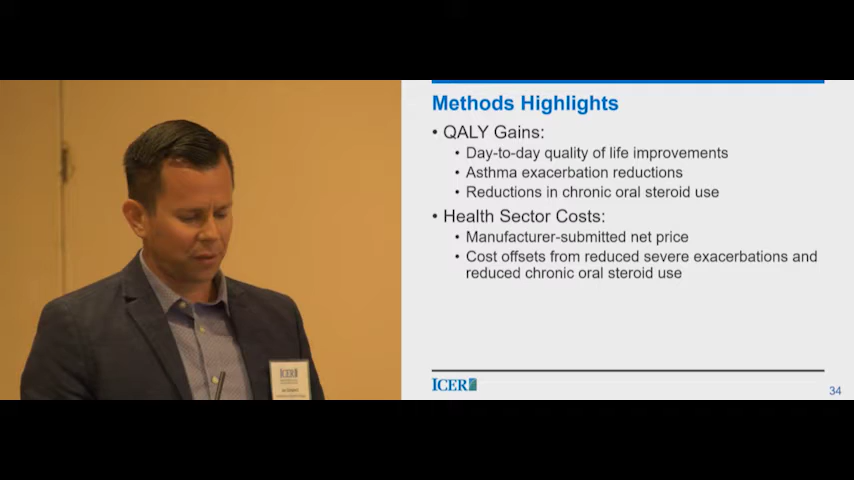 Methods Highlights
• QALY Gains:
• Day-to-day quality of life improvements
• Asthma exacerbation reductions
• Reductions in chronic oral steroid use
• Health Sector Costs:
• Manufacturer-submitted net price
• Cost offsets from reduced severe exacerbations and
reduced chronic oral steroid use
ICER
34
ICER